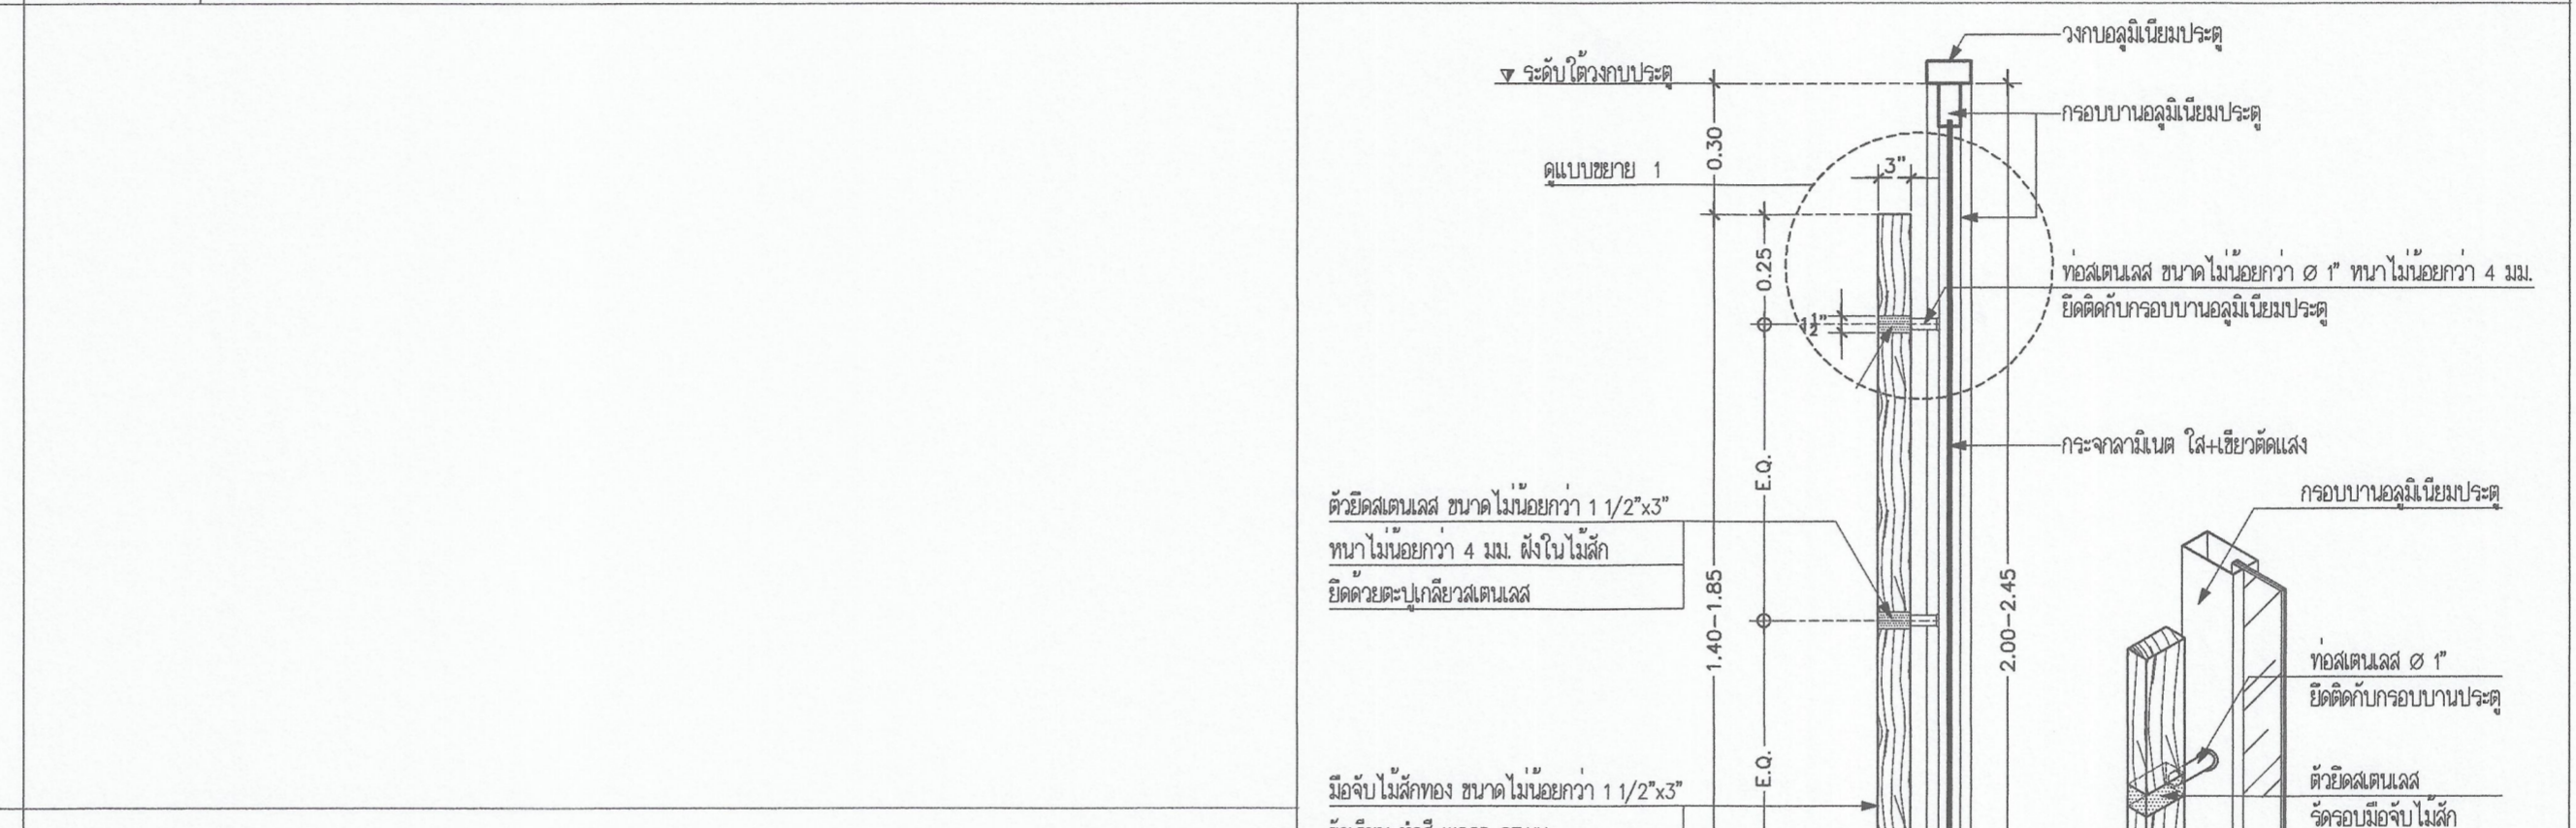 วงกบอลูมิเนียมประตู
ระดับใต้วงกบประตู
กรอบบานอลูมิเนียมประตู
0.30
3"
ดูแบบขยาย 1
0.25
ท่อสเตนเลส ขนาดไม่น้อยกว่า Ø 1" หนาไม่น้อยกว่า 4 มม.
ยึดติดกับกรอบบานอลูมิเนียมประตู
1½"
กระจกลามิเนต ใส+เขียวตัดแสง
E.Q.
กรอบบานอลูมิเนียมประตู
ตัวยึดสเตนเลส ขนาดไม่น้อยกว่า 1 1/2"x3"
หนาไม่น้อยกว่า 4 มม. ฝังในไม้สัก
ยึดด้วยตะปูเกลียวสเตนเลส
1.40-1.85
2.00-2.45
ท่อสเตนเลส Ø 1"
ยึดติดกับกรอบบานประตู
E.Q.
มือจับไม้สักทอง ขนาดไม่น้อยกว่า 1 1/2"x3"
ตัวยึดสเตนเลส
รัดรอบมือจับไม้สัก